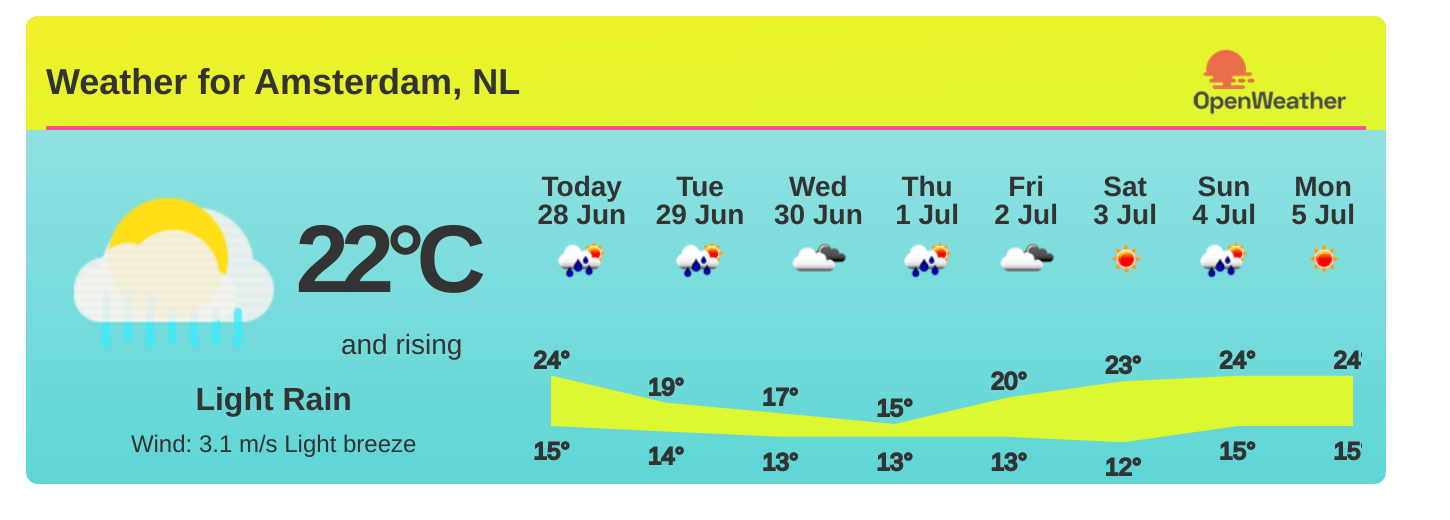 Weather for Amsterdam, NL
OpenWeather
22°C
and rising
Light Rain
Wind: 3.1 m/s Light breeze
Today Tue Wed Thu Fri Sat Sun Mon
28 Jun 29 Jun 30 Jun 1 Jul 2 Jul 3 Jul 4 Jul 5 Jul
24° 19° 17° 15° 20° 23° 24° 24°
15° 14° 13° 13° 13° 12° 15° 15°